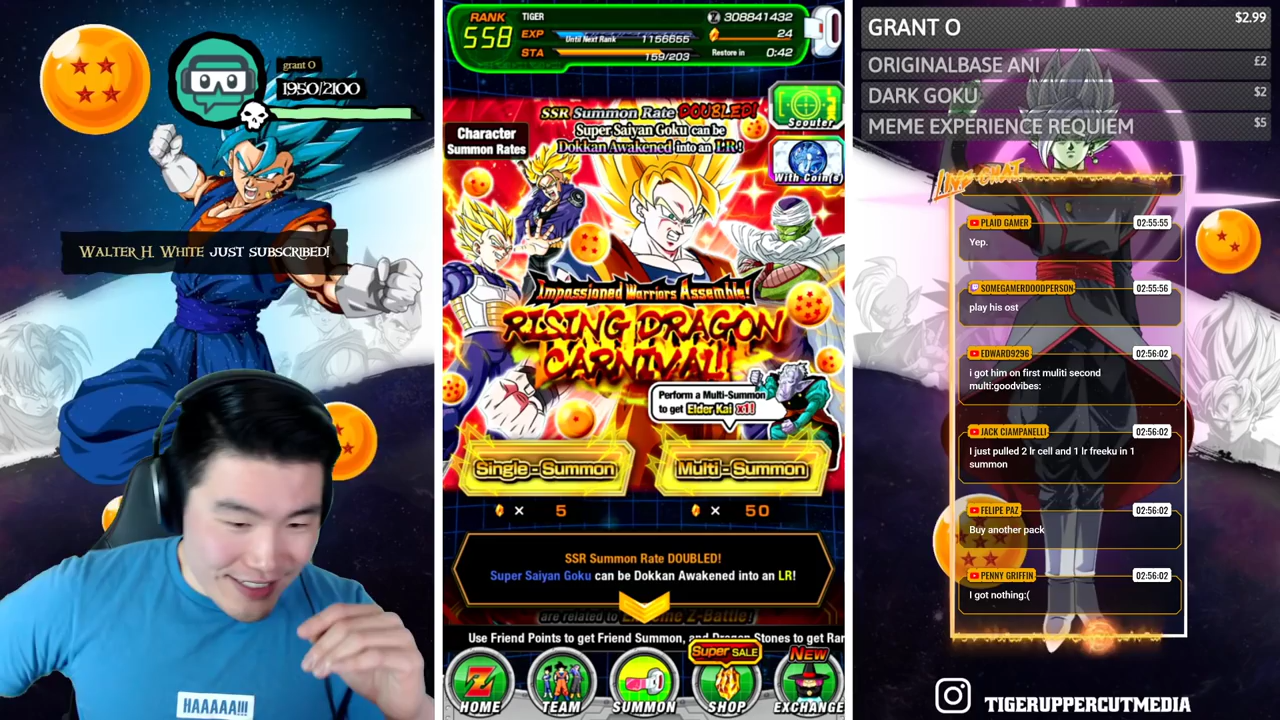 grant O
1950/2100
WALTER H. WHITE JUST SUBSCRIBED!
HAAAAA!!!
RANK
558
TIGER
EXP
Until Next Rank 1156655
STA
159/203
308841432
24
Restore in 0:42
Scouter
With Coin(s)
Character
Summon Rates
SSR Summon Rate DOUBLED!
Super Saiyan Goku can be
Dokkan Awakened into an LR!
Impassioned Warriors Assemble!
RISING DRAGON
CARNIVAL!
Perform a Multi-Summon
to get Elder Kai x1!
Single-Summon
Multi-Summon
× 5
× 50
SSR Summon Rate DOUBLED!
Super Saiyan Goku can be Dokkan Awakened into an LR!
are related to Extreme Z-Battle!
Use Friend Points to get Friend Summon, and Dragon Stones to get Rar
Super SALE
New
Z
HOME
TEAM
SUMMON
SHOP
EXCHANGE
GRANT O $2.99
ORIGINALBASE ANI £2
DARK GOKU $2
MEME EXPERIENCE REQUIEM $5
LIVE CHAT
PLAID GAMER 02:55:55
Yep.
SOMEGAMERDOODPERSON 02:55:56
play his ost
EDWARD9296 02:56:02
i got him on first muliti second
multi:goodvibes:
JACK CIAMPANELLI 02:56:02
I just pulled 2 lr cell and 1 lr freeku in 1
summon
FELIPE PAZ 02:56:02
Buy another pack
PENNY GRIFFIN 02:56:02
I got nothing:(
TIGERUPPERCUTMEDIA